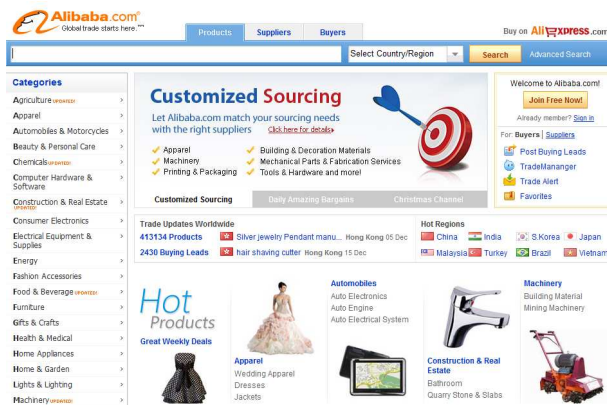 Alibaba.com®
Global trade starts here.™
Products
Suppliers
Buyers
Buy on AliExpress.com
Select Country/Region
Search
Advanced Search
Categories
Agriculture UPDATED!
Apparel
Automobiles & Motorcycles
Beauty & Personal Care
Chemicals UPDATED!
Computer Hardware &
Software
Construction & Real Estate
UPDATED!
Consumer Electronics
Electrical Equipment &
Supplies
Energy
Fashion Accessories
Food & Beverage UPDATED!
Furniture
Gifts & Crafts
Health & Medical
Home Appliances
Home & Garden
Lights & Lighting
Machinery UPDATED!
Customized Sourcing
Let Alibaba.com match your sourcing needs
with the right suppliers Click here for details
Apparel
Machinery
Printing & Packaging
Building & Decoration Materials
Mechanical Parts & Fabrication Services
Tools & Hardware and more!
Customized Sourcing
Daily Amazing Bargains
Christmas Channel
Welcome to Alibaba.com!
Join Free Now!
Already member? Sign in
For: Buyers | Suppliers
Post Buying Leads
TradeMananger
Trade Alert
Favorites
Trade Updates Worldwide
413134 Products
Silver jewelry Pendant manu... Hong Kong 05 Dec
2430 Buying Leads
hair shaving cutter Hong Kong 15 Dec
Hot Regions
China
India
S.Korea
Japan
Malaysia
Turkey
Brazil
Vietnam
Hot
Products
Great Weekly Deals
Apparel
Wedding Apparel
Dresses
Jackets
Automobiles
Auto Electronics
Auto Engine
Auto Electrical System
Construction & Real
Estate
Bathroom
Quarry Stone & Slabs
Machinery
Building Material
Mining Machinery